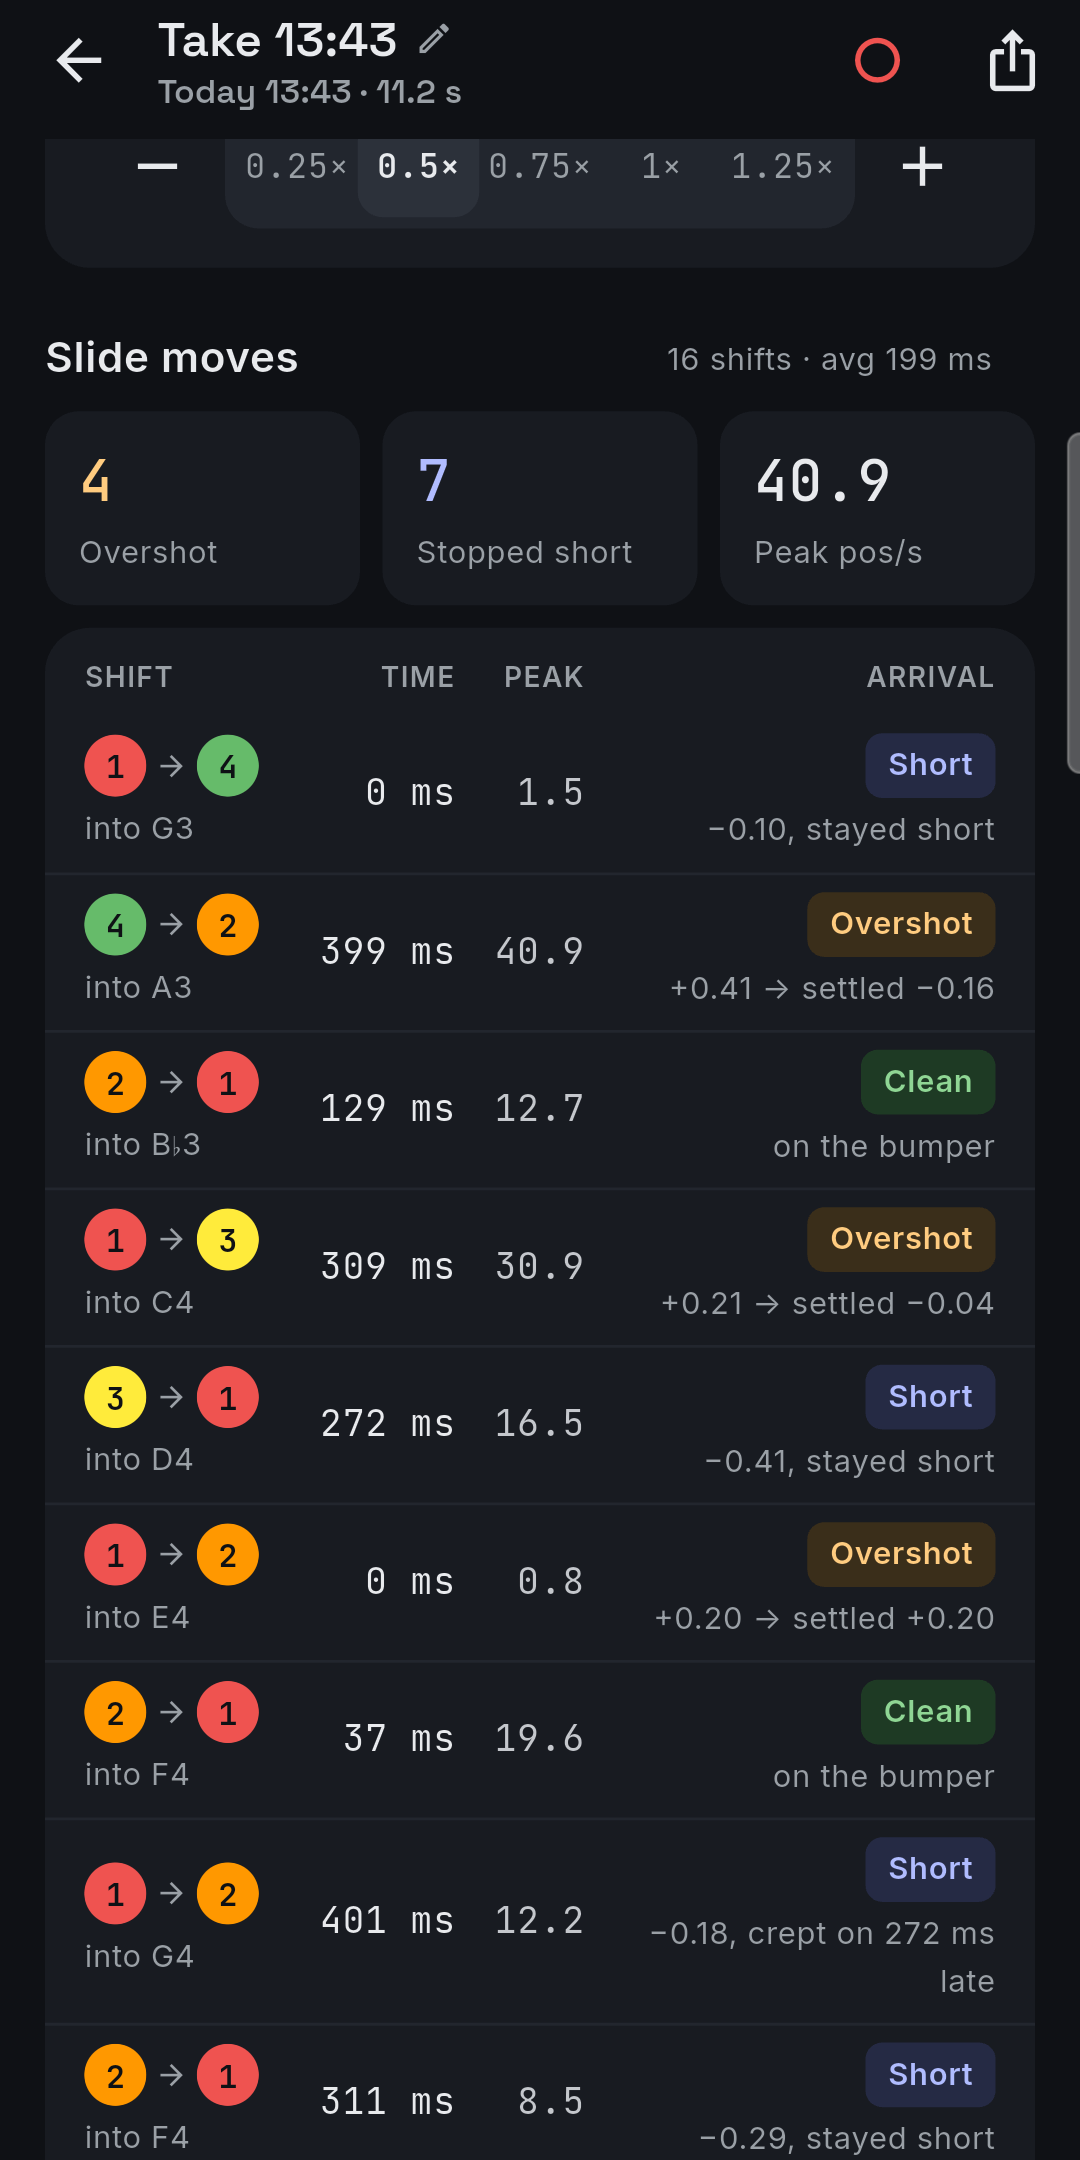 Take 13:43
Today 13:43 · 11.2 s
− 0.25× 0.5× 0.75× 1× 1.25× +
Slide moves 16 shifts · avg 199 ms
4 7 40.9
Overshot Stopped short Peak pos/s
SHIFT TIME PEAK ARRIVAL
1 → 4 0 ms 1.5 Short
into G3 −0.10, stayed short
4 → 2 399 ms 40.9 Overshot
into A3 +0.41 → settled −0.16
2 → 1 129 ms 12.7 Clean
into B♭3 on the bumper
1 → 3 309 ms 30.9 Overshot
into C4 +0.21 → settled −0.04
3 → 1 272 ms 16.5 Short
into D4 −0.41, stayed short
1 → 2 0 ms 0.8 Overshot
into E4 +0.20 → settled +0.20
2 → 1 37 ms 19.6 Clean
into F4 on the bumper
1 → 2 401 ms 12.2 Short
into G4 −0.18, crept on 272 ms
late
2 → 1 311 ms 8.5 Short
into F4 −0.29, stayed short